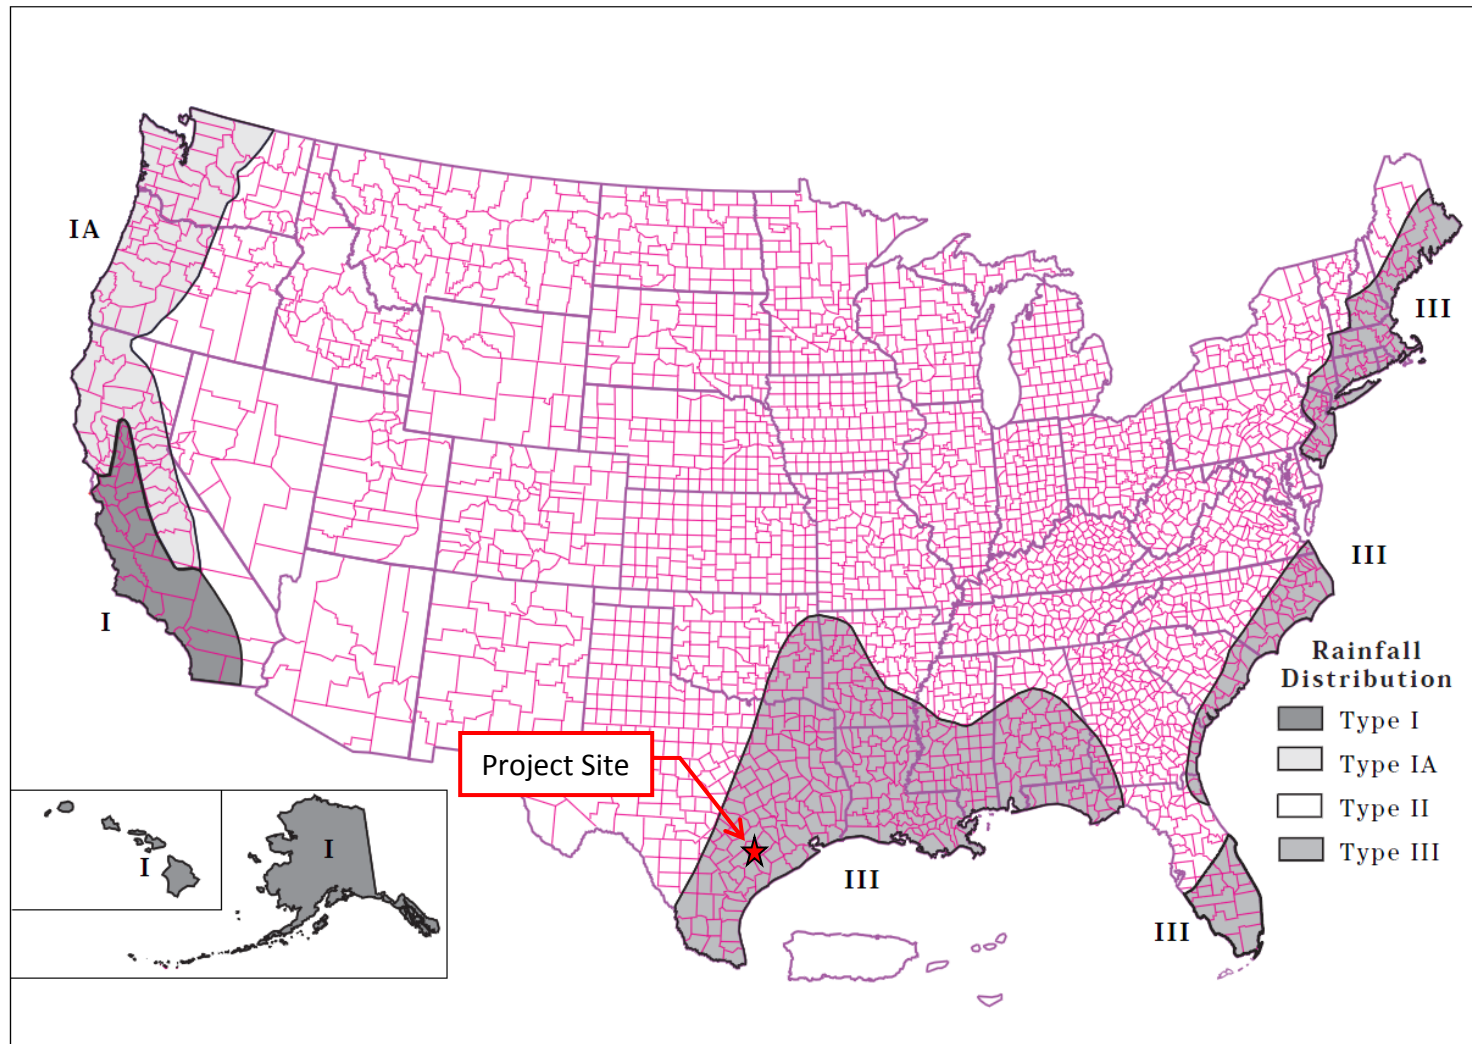 IA
III
III
I
Rainfall
Distribution
Type I
Type IA
Type II
Type III
Project Site
I
I
III
III